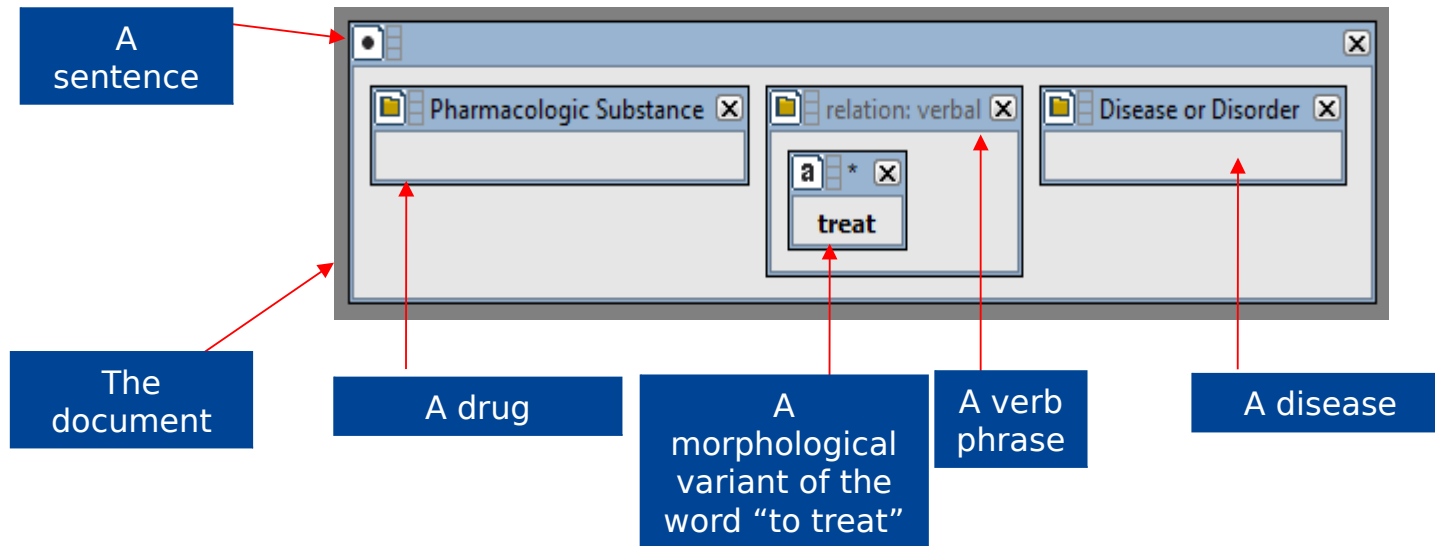 A
sentence
Pharmacologic Substance
relation: verbal
Disease or Disorder
a *
treat
The
document
A drug
A
morphological
variant of the
word “to treat”
A verb
phrase
A disease